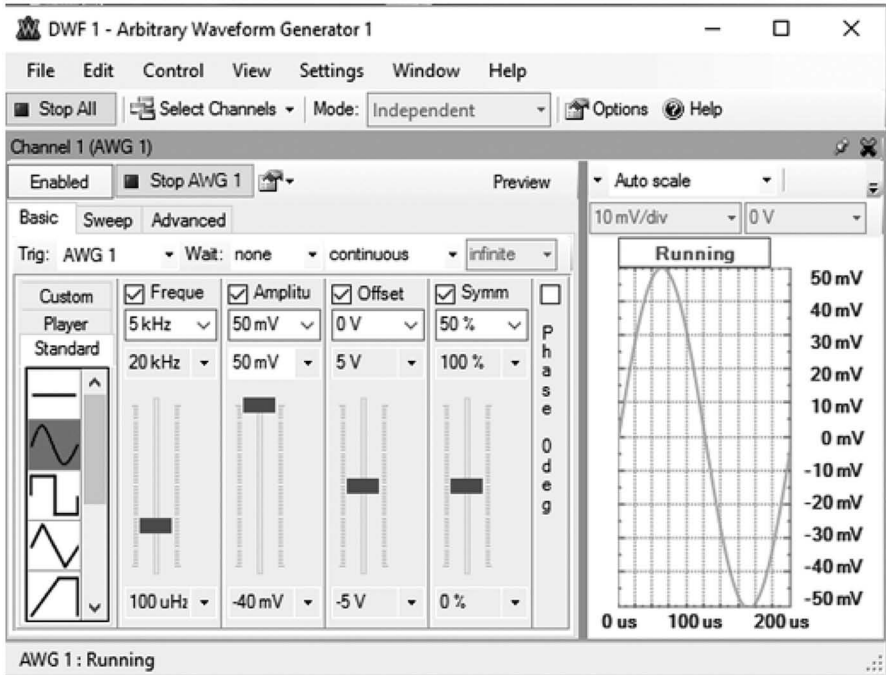 DWF 1 - Arbitrary Waveform Generator 1
File Edit Control View Settings Window Help
Stop All Select Channels Mode: Independent Options Help
Channel 1 (AWG 1)
Enabled Stop AWG 1 Preview
Auto scale
Basic Sweep Advanced
10 mV/div 0 V
Trig: AWG 1 Wait: none continuous infinite
Running
Custom
Player
Standard
Freque Amplitu Offset Symm
5 kHz 50 mV 0 V 50 %
20 kHz 50 mV 5 V 100 %
100 uHz -40 mV -5 V 0 %
Phase 0deg
50 mV
40 mV
30 mV
20 mV
10 mV
0 mV
-10 mV
-20 mV
-30 mV
-40 mV
-50 mV
0 us 100 us 200 us
AWG 1 : Running